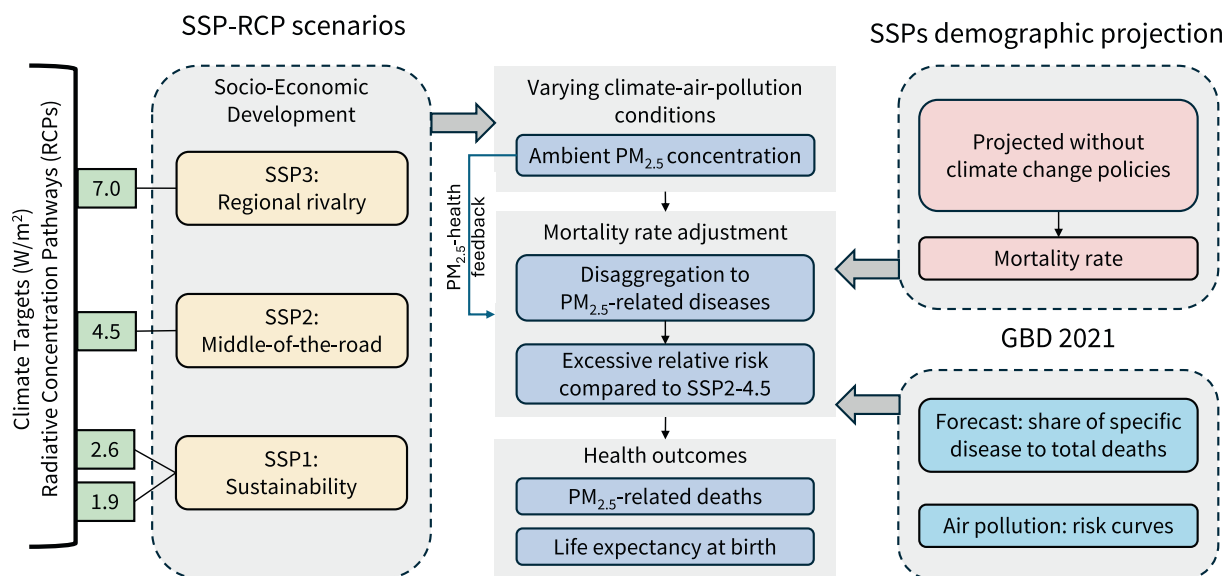 SSP-RCP scenarios
Climate Targets (W/m²)
Radiative Concentration Pathways (RCPs)
7.0
4.5
2.6
1.9
Socio-Economic
Development
SSP3:
Regional rivalry
SSP2:
Middle-of-the-road
SSP1:
Sustainability
Varying climate-air-pollution
conditions
Ambient PM₂.₅ concentration
PM₂.₅-health
feedback
Mortality rate adjustment
Disaggregation to
PM₂.₅-related diseases
Excessive relative risk
compared to SSP2-4.5
Health outcomes
PM₂.₅-related deaths
Life expectancy at birth
SSPs demographic projection
Projected without
climate change policies
Mortality rate
GBD 2021
Forecast: share of specific
disease to total deaths
Air pollution: risk curves